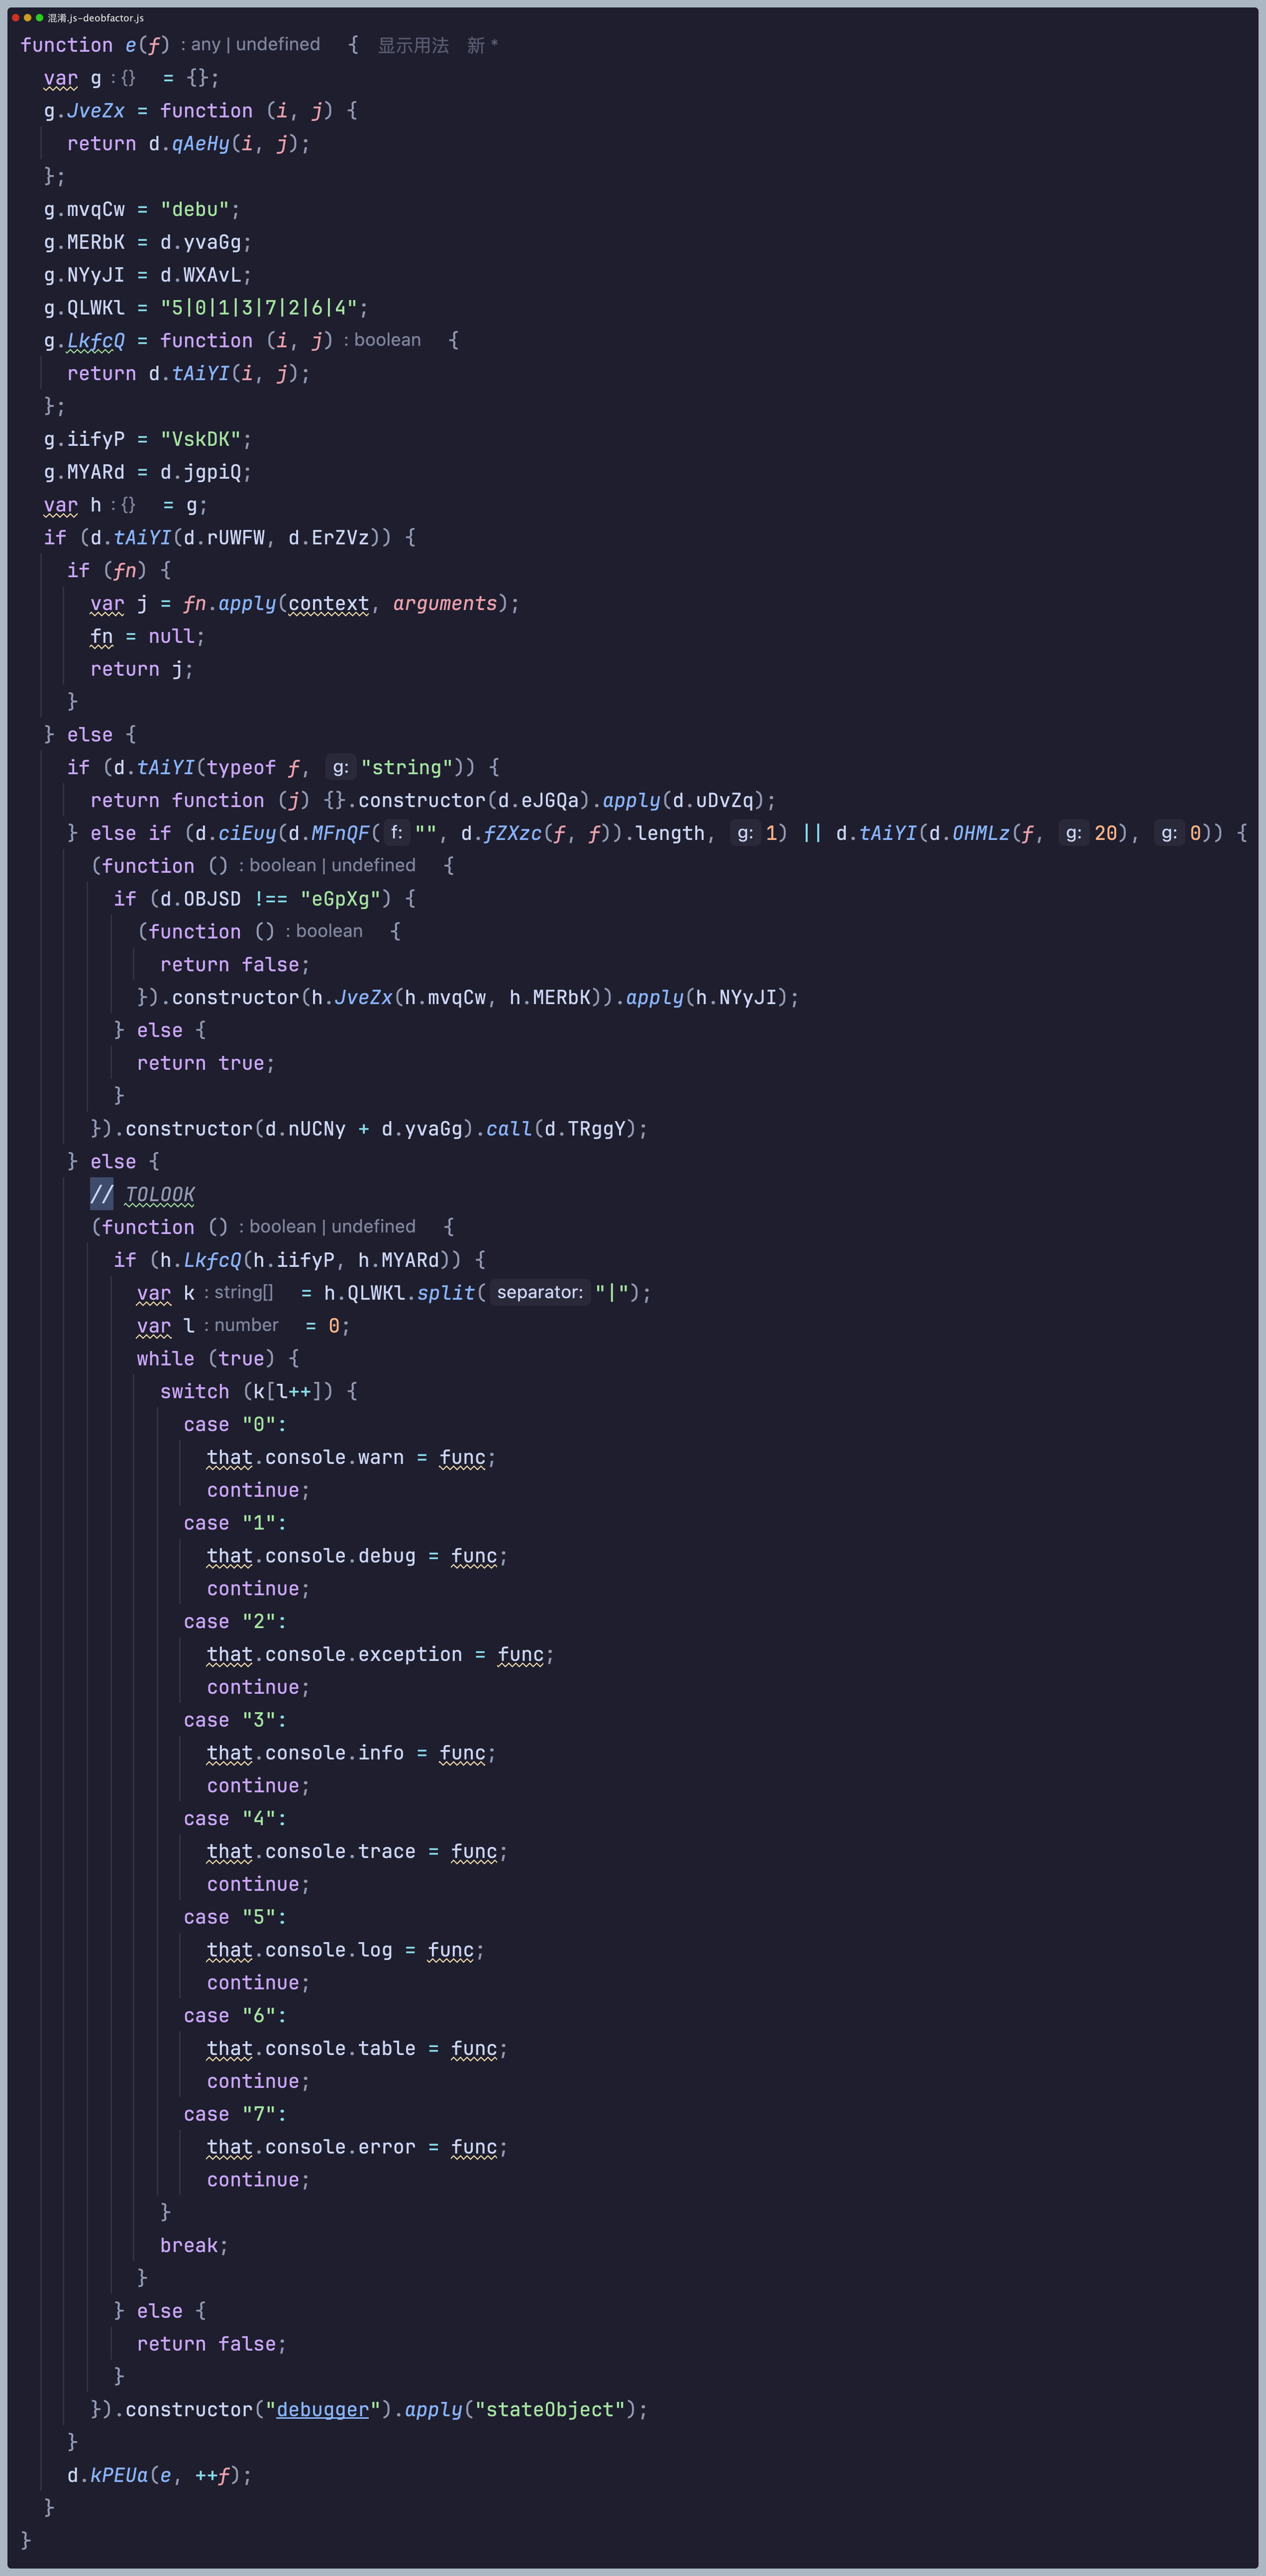 混淆.js-deobfactor.js
function e(f) : any | undefined { 显示用法 新 *
var g : {} = {};
g.JveZx = function (i, j) {
return d.qAeHy(i, j);
};
g.mvqCw = "debu";
g.MERbK = d.yvaGg;
g.NYyJI = d.WXAvL;
g.QLWKl = "5|0|1|3|7|2|6|4";
g.LkfcQ = function (i, j) : boolean {
return d.tAiYI(i, j);
};
g.iifyP = "VskDK";
g.MYARd = d.jgpiQ;
var h : {} = g;
if (d.tAiYI(d.rUWFW, d.ErZVz)) {
if (fn) {
var j = fn.apply(context, arguments);
fn = null;
return j;
}
} else {
if (d.tAiYI(typeof f, g: "string")) {
return function (j) {}.constructor(d.eJGQa).apply(d.uDvZq);
} else if (d.ciEuy(d.MFnQF( f: "", d.fZXzc(f, f)).length, g: 1) || d.tAiYI(d.OHMLz(f, g: 20), g: 0)) {
(function () : boolean | undefined {
if (d.OBJSD !== "eGpXg") {
(function () : boolean {
return false;
}).constructor(h.JveZx(h.mvqCw, h.MERbK)).apply(h.NYyJI);
} else {
return true;
}
}).constructor(d.nUCNy + d.yvaGg).call(d.TRggY);
} else {
// TOLOOK
(function () : boolean | undefined {
if (h.LkfcQ(h.iifyP, h.MYARd)) {
var k : string[] = h.QLWKl.split( separator: "|");
var l : number = 0;
while (true) {
switch (k[l++]) {
case "0":
that.console.warn = func;
continue;
case "1":
that.console.debug = func;
continue;
case "2":
that.console.exception = func;
continue;
case "3":
that.console.info = func;
continue;
case "4":
that.console.trace = func;
continue;
case "5":
that.console.log = func;
continue;
case "6":
that.console.table = func;
continue;
case "7":
that.console.error = func;
continue;
}
break;
}
} else {
return false;
}
}).constructor("debugger").apply("stateObject");
}
d.kPEUa(e, ++f);
}
}